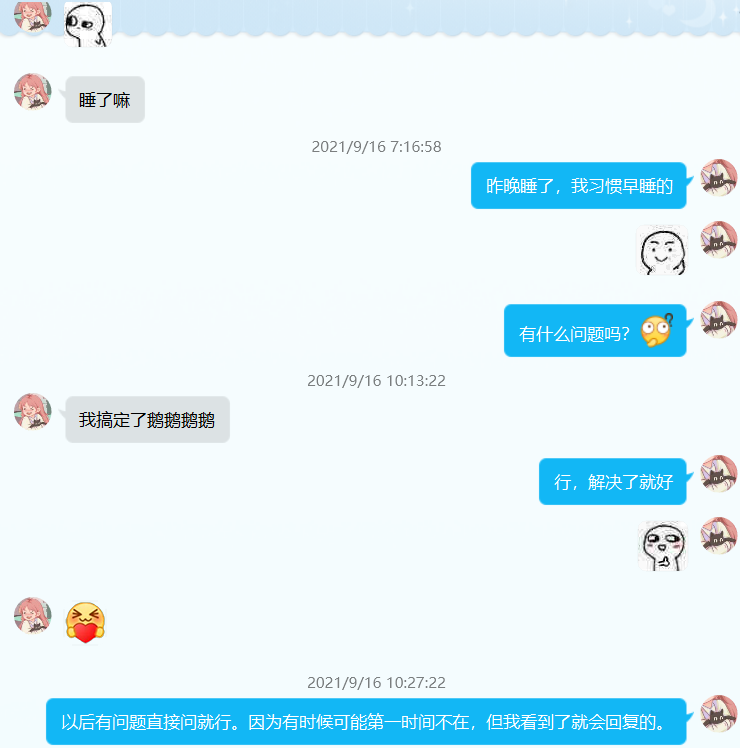 睡了嘛
2021/9/16 7:16:58
昨晚睡了，我习惯早睡的
有什么问题吗？
2021/9/16 10:13:22
我搞定了鹅鹅鹅鹅
行，解决了就好
2021/9/16 10:27:22
以后有问题直接问就行。因为有时候可能第一时间不在，但我看到了就会回复的。